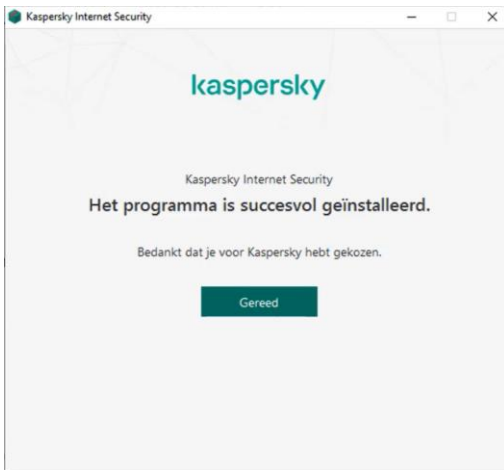 Kaspersky Internet Security
kaspersky
Kaspersky Internet Security
Het programma is succesvol geïnstalleerd.
Bedankt dat je voor Kaspersky hebt gekozen.
Gereed